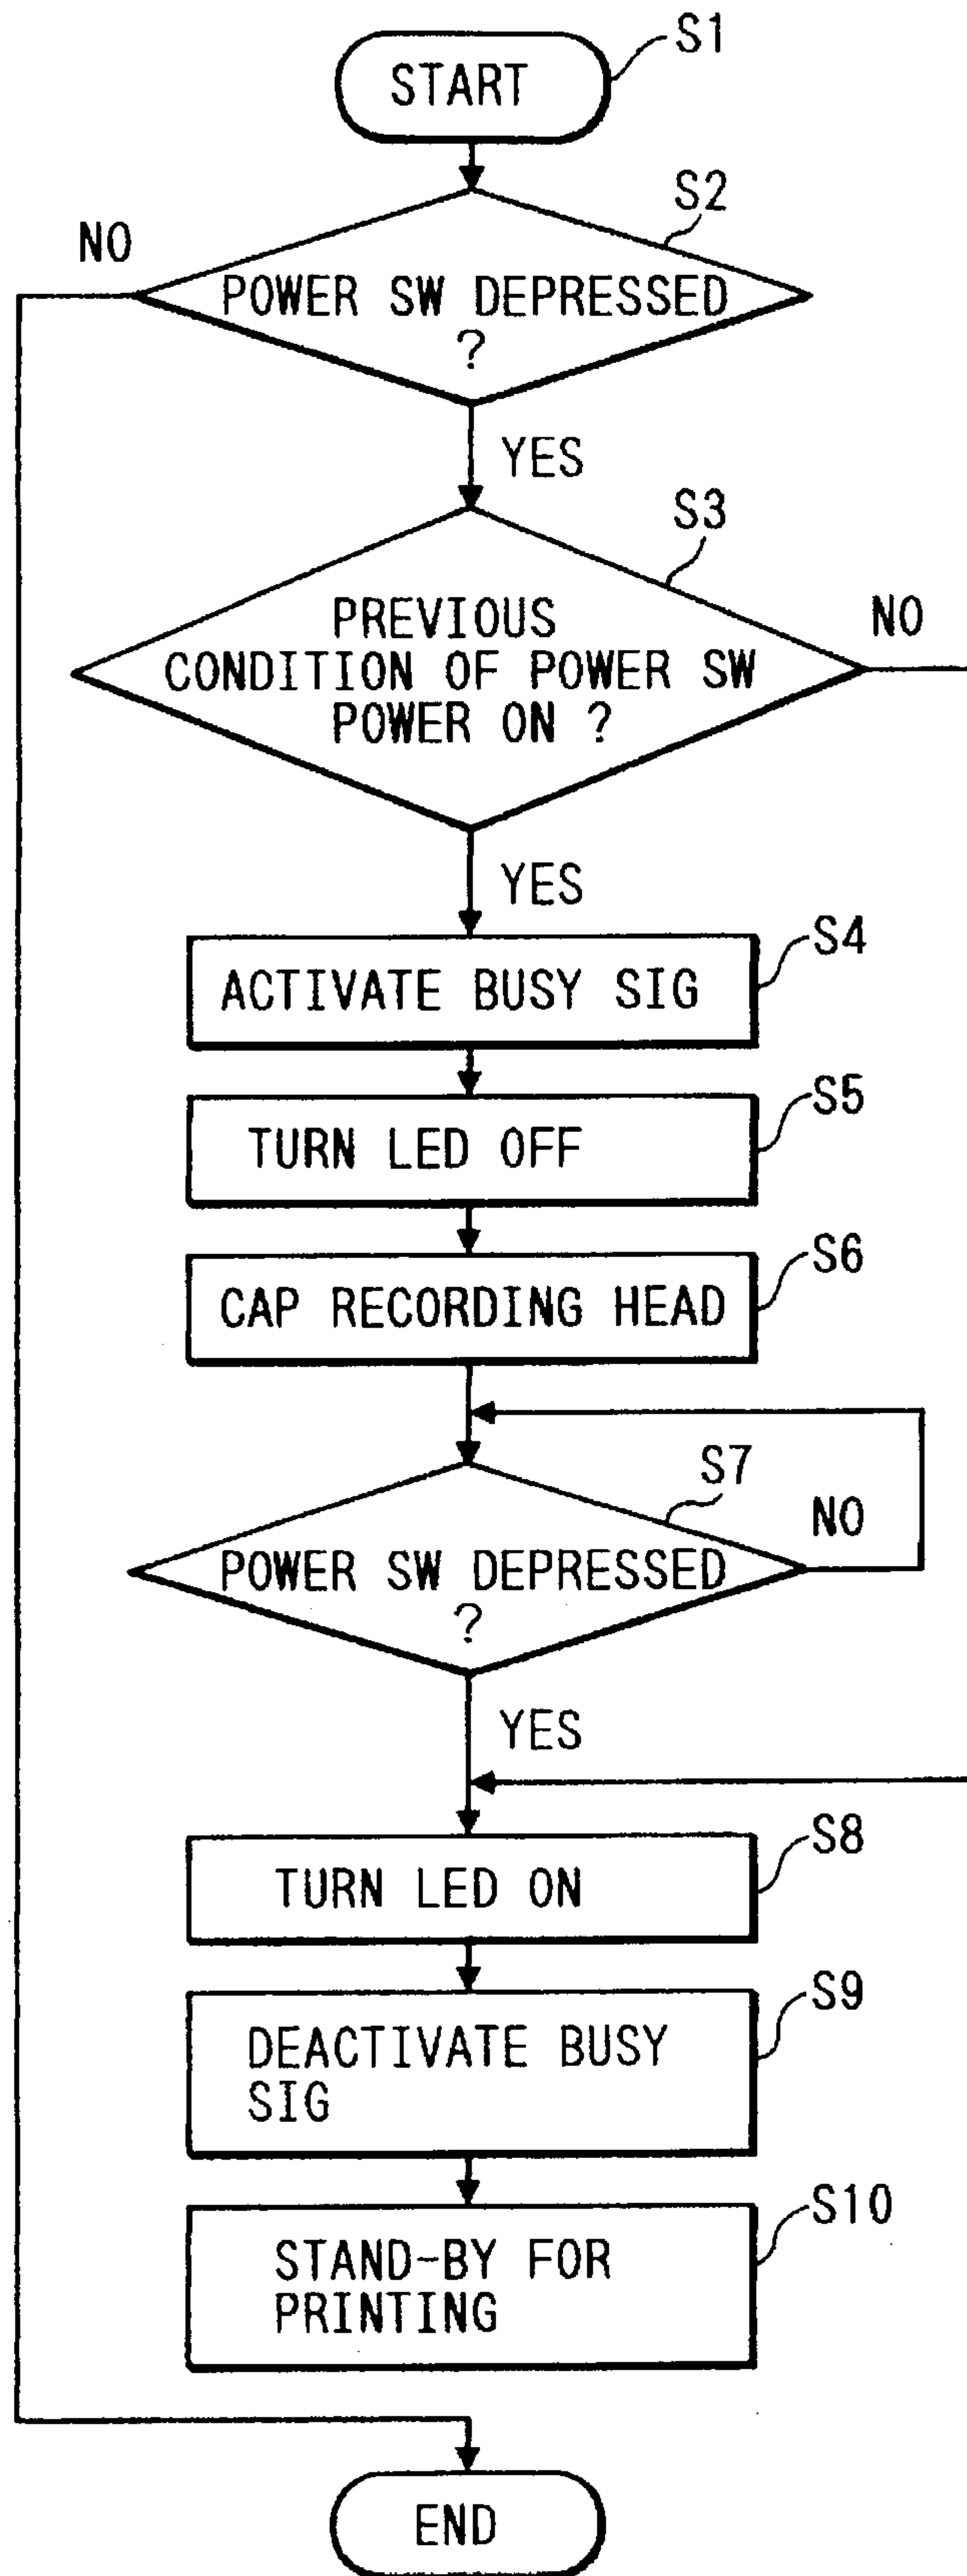 START
S1
S2
NO
POWER SW DEPRESSED
?
YES
S3
PREVIOUS
CONDITION OF POWER SW
POWER ON ?
NO
YES
S4
ACTIVATE BUSY SIG
S5
TURN LED OFF
S6
CAP RECORDING HEAD
S7
POWER SW DEPRESSED
?
NO
YES
S8
TURN LED ON
S9
DEACTIVATE BUSY
SIG
S10
STAND-BY FOR
PRINTING
END